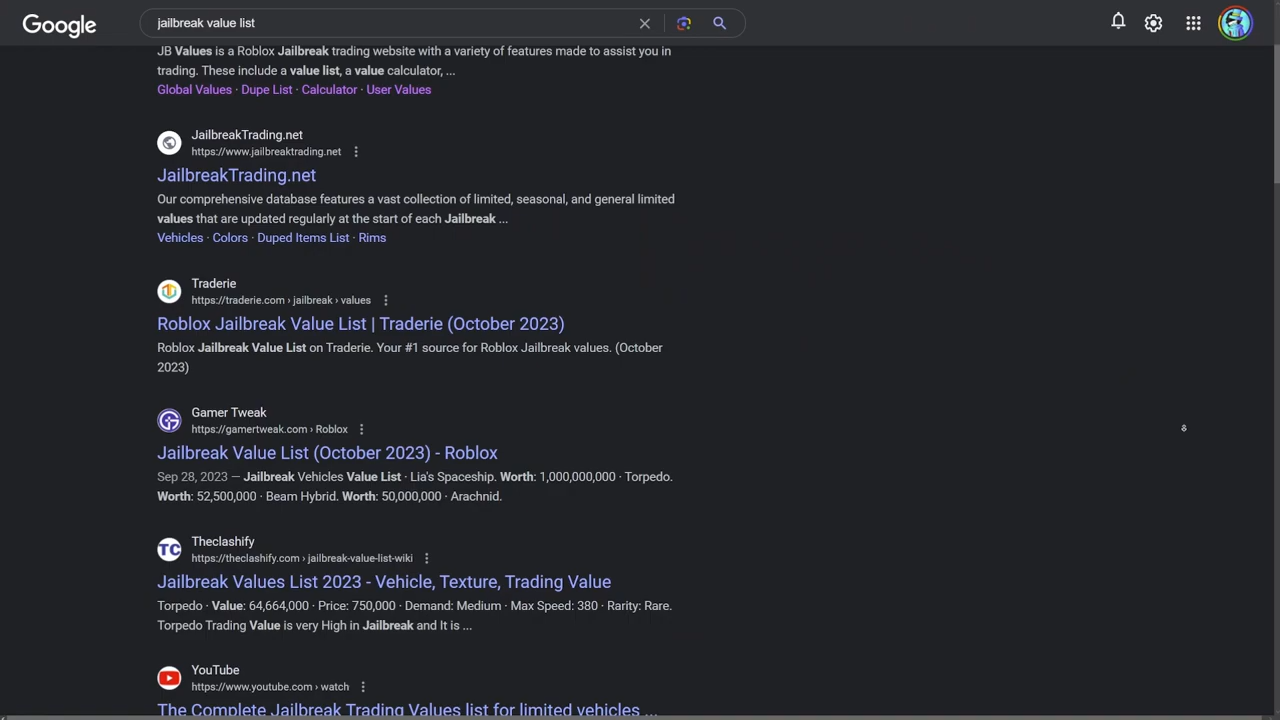 Google
jailbreak value list
JB Values is a Roblox Jailbreak trading website with a variety of features made to assist you in
trading. These include a value list, a value calculator, ...
Global Values · Dupe List · Calculator · User Values
JailbreakTrading.net
https://www.jailbreaktrading.net
JailbreakTrading.net
Our comprehensive database features a vast collection of limited, seasonal, and general limited
values that are updated regularly at the start of each Jailbreak ...
Vehicles · Colors · Duped Items List · Rims
Traderie
https://traderie.com › jailbreak › values
Roblox Jailbreak Value List | Traderie (October 2023)
Roblox Jailbreak Value List on Traderie. Your #1 source for Roblox Jailbreak values. (October
2023)
Gamer Tweak
https://gamertweak.com › Roblox
Jailbreak Value List (October 2023) - Roblox
Sep 28, 2023 — Jailbreak Vehicles Value List · Lia's Spaceship. Worth: 1,000,000,000 · Torpedo.
Worth: 52,500,000 · Beam Hybrid. Worth: 50,000,000 · Arachnid.
TC
Theclashify
https://theclashify.com › jailbreak-value-list-wiki
Jailbreak Values List 2023 - Vehicle, Texture, Trading Value
Torpedo · Value: 64,664,000 · Price: 750,000 · Demand: Medium · Max Speed: 380 · Rarity: Rare.
Torpedo Trading Value is very High in Jailbreak and It is ...
YouTube
https://www.youtube.com › watch
The Complete Jailbreak Trading Values list for limited vehicles ...